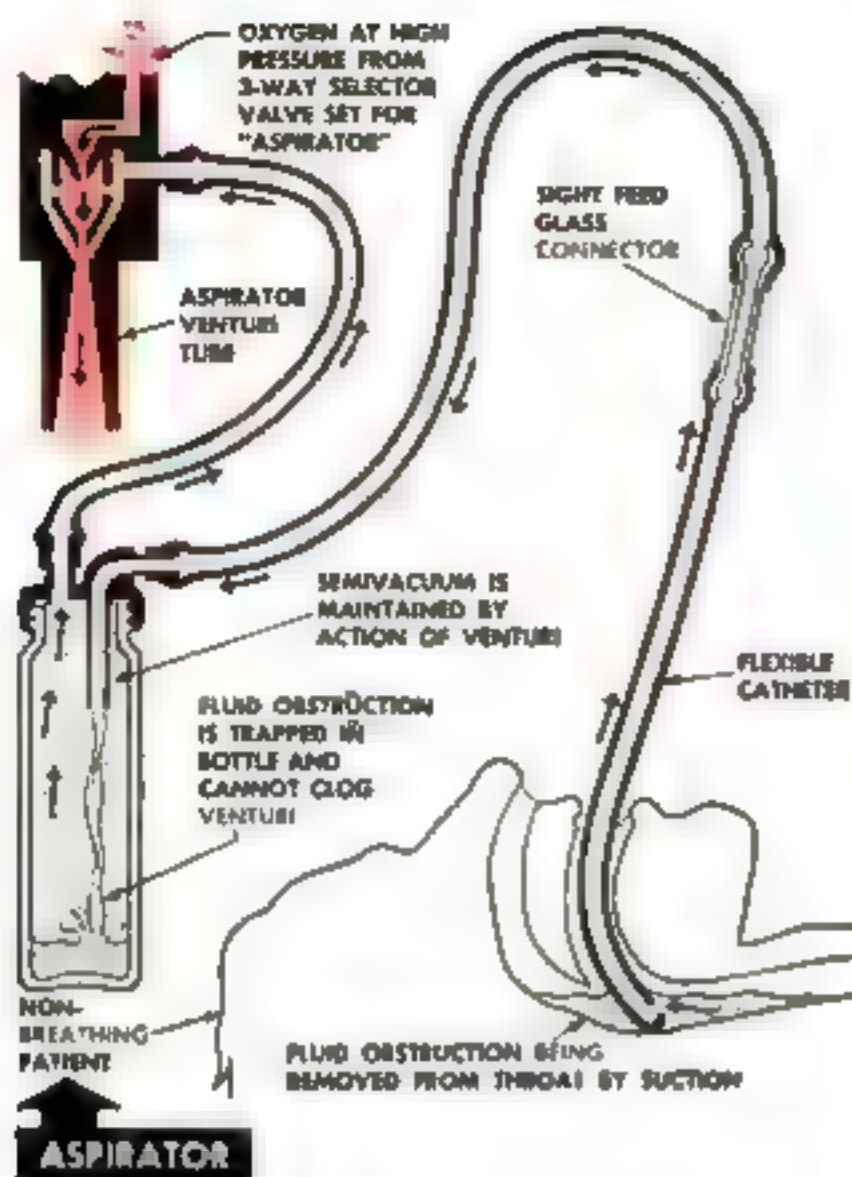 OXYGEN AT HIGH
PRESSURE FROM
3-WAY SELECTOR
VALVE SET FOR
"ASPIRATOR"
SIGHT FEED
GLASS
CONNECTOR
ASPIRATOR
VENTURI
TUBE
SEMIVACUUM IS
MAINTAINED BY
ACTION OF VENTURI
FLEXIBLE
CATHETER
FLUID OBSTRUCTION
IS TRAPPED IN
BOTTLE AND
CANNOT CLOG
VENTURI
NON-
BREATHING
PATIENT
FLUID OBSTRUCTION BEING
REMOVED FROM THROAT BY SUCTION
ASPIRATOR